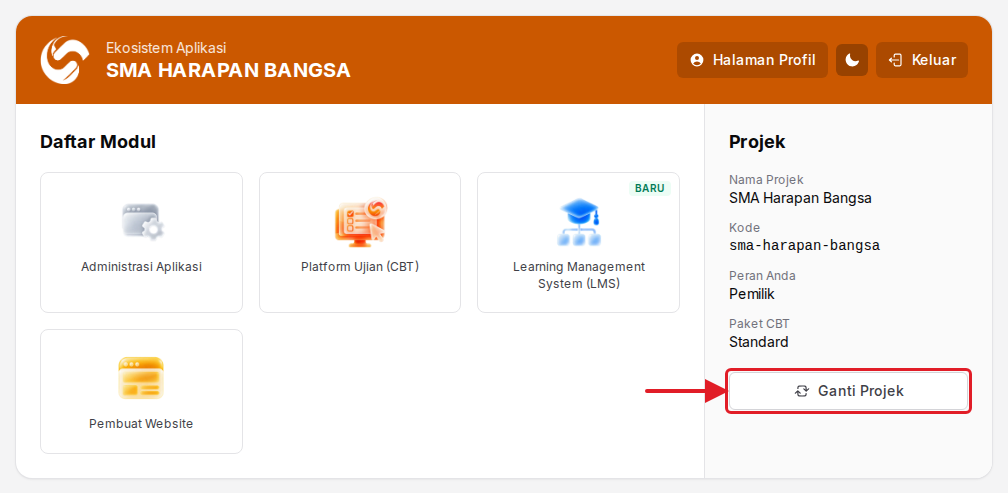 Ekosistem Aplikasi
SMA HARAPAN BANGSA
Halaman Profil
Keluar
Daftar Modul
Administrasi Aplikasi
Platform Ujian (CBT)
BARU
Learning Management
System (LMS)
Pembuat Website
Projek
Nama Projek
SMA Harapan Bangsa
Kode
sma-harapan-bangsa
Peran Anda
Pemilik
Paket CBT
Standard
Ganti Projek